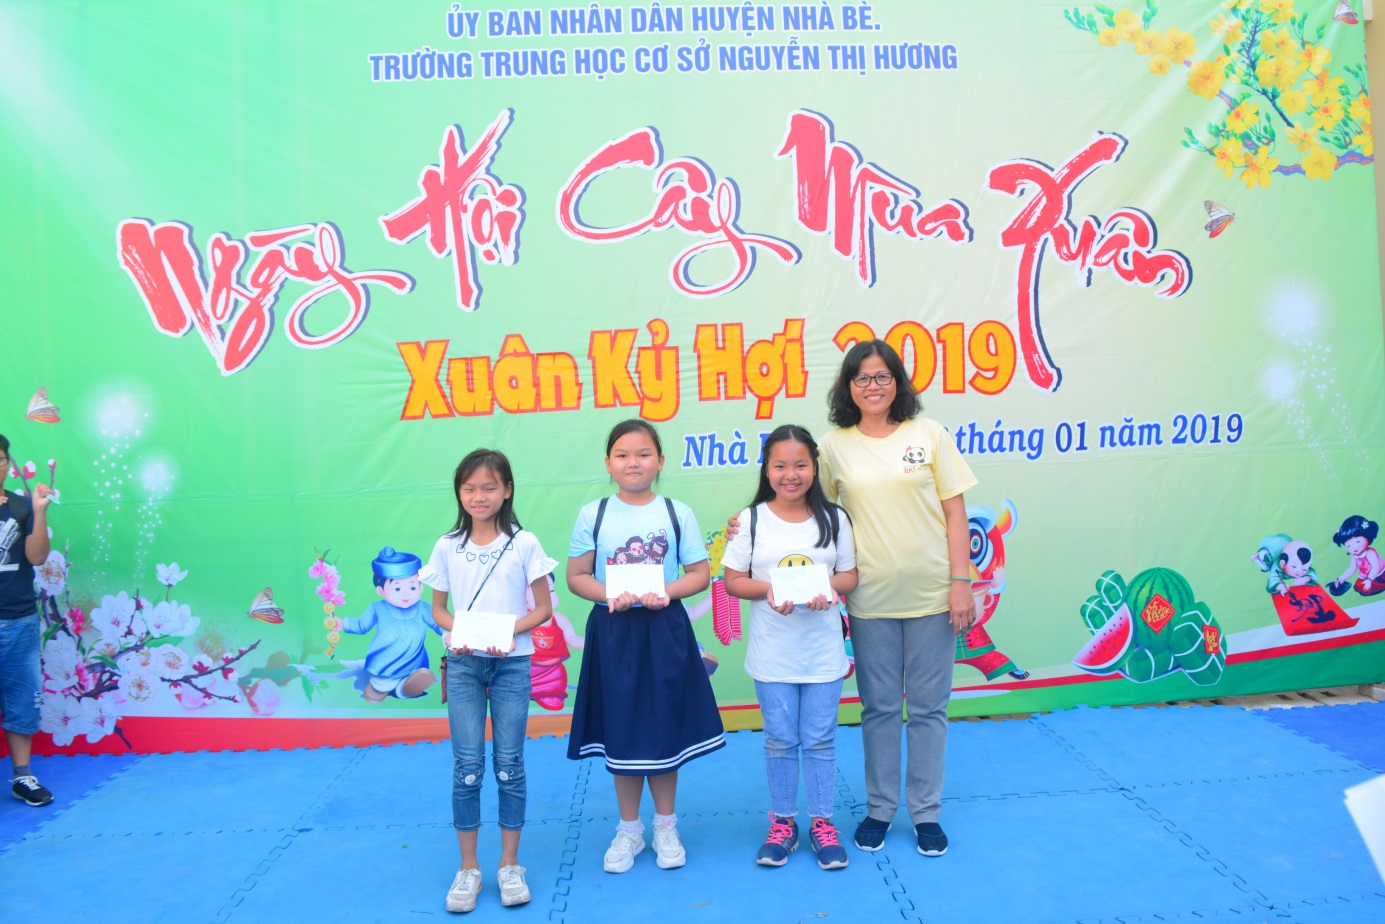 ỦY BAN NHÂN DÂN HUYỆN NHÀ BÈ.
TRƯỜNG TRUNG HỌC CƠ SỞ NGUYỄN THỊ HƯƠNG
Ngày Hội Cây Mùa Xuân
Xuân Kỷ Hợi 2019
Nhà tháng 01 năm 2019